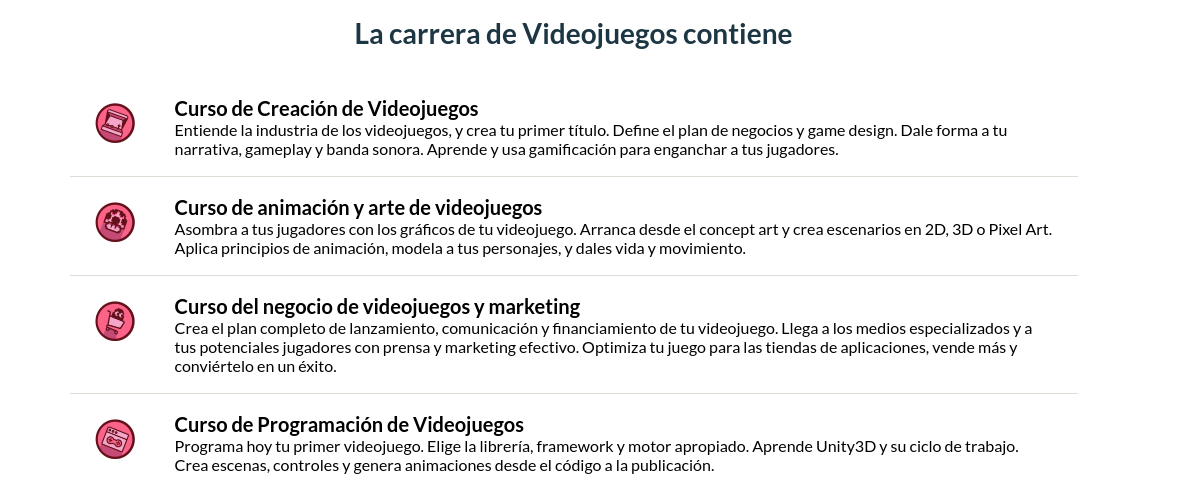 La carrera de Videojuegos contiene
Curso de Creación de Videojuegos
Entiende la industria de los videojuegos, y crea tu primer título. Define el plan de negocios y game design. Dale forma a tu
narrativa, gameplay y banda sonora. Aprende y usa gamificación para enganchar a tus jugadores.
Curso de animación y arte de videojuegos
Asombra a tus jugadores con los gráficos de tu videojuego. Arranca desde el concept art y crea escenarios en 2D, 3D o Pixel Art.
Aplica principios de animación, modela a tus personajes, y dales vida y movimiento.
Curso del negocio de videojuegos y marketing
Crea el plan completo de lanzamiento, comunicación y financiamiento de tu videojuego. Llega a los medios especializados y a
tus potenciales jugadores con prensa y marketing efectivo. Optimiza tu juego para las tiendas de aplicaciones, vende más y
conviértelo en un éxito.
Curso de Programación de Videojuegos
Programa hoy tu primer videojuego. Elige la librería, framework y motor apropiado. Aprende Unity3D y su ciclo de trabajo.
Crea escenas, controles y genera animaciones desde el código a la publicación.